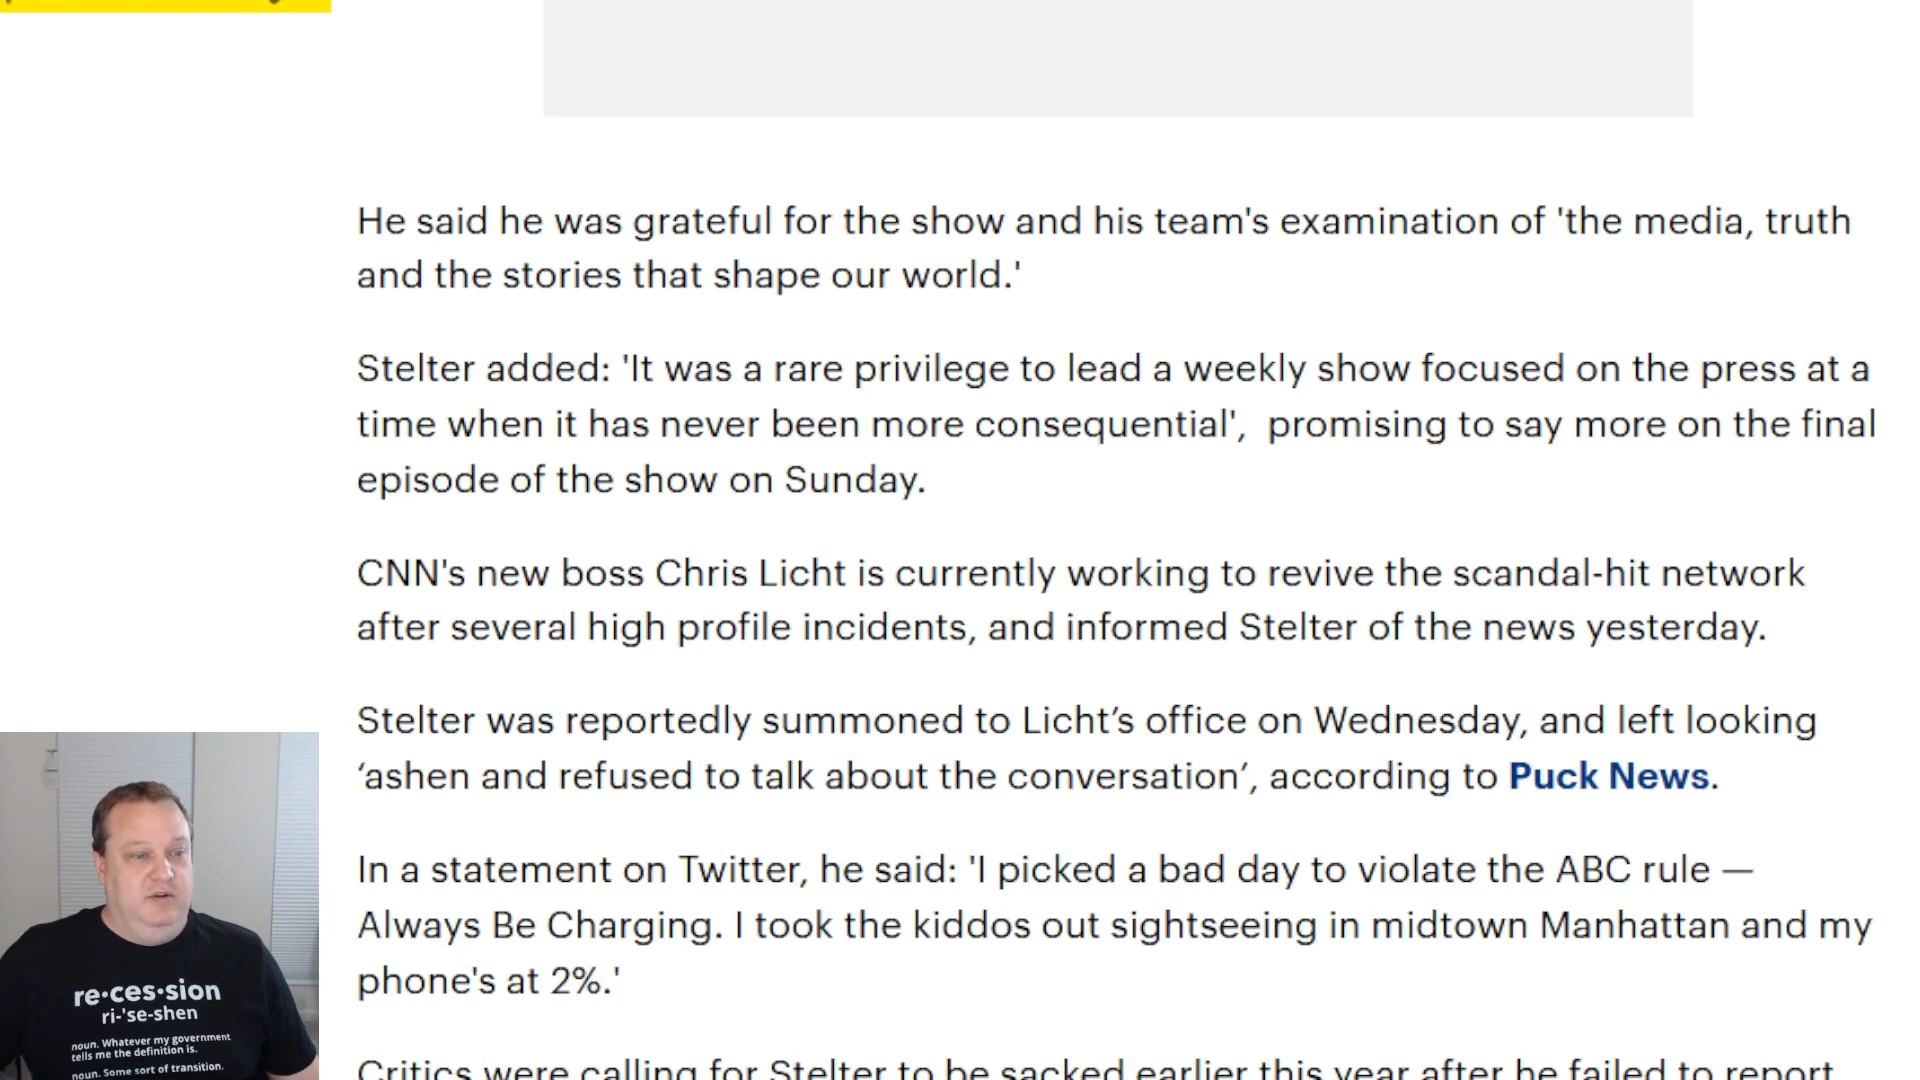 He said he was grateful for the show and his team's examination of 'the media, truth
and the stories that shape our world.'
Stelter added: 'It was a rare privilege to lead a weekly show focused on the press at a
time when it has never been more consequential',  promising to say more on the final
episode of the show on Sunday.
CNN's new boss Chris Licht is currently working to revive the scandal-hit network
after several high profile incidents, and informed Stelter of the news yesterday.
Stelter was reportedly summoned to Licht’s office on Wednesday, and left looking
‘ashen and refused to talk about the conversation’, according to Puck News.
In a statement on Twitter, he said: 'I picked a bad day to violate the ABC rule —
Always Be Charging. I took the kiddos out sightseeing in midtown Manhattan and my
phone's at 2%.'
Critics were calling for Stelter to be sacked earlier this year after he failed to report
re·ces·sion
ri-'se-shen
noun. Whatever my government
tells me the definition is.
noun. Some sort of transition.